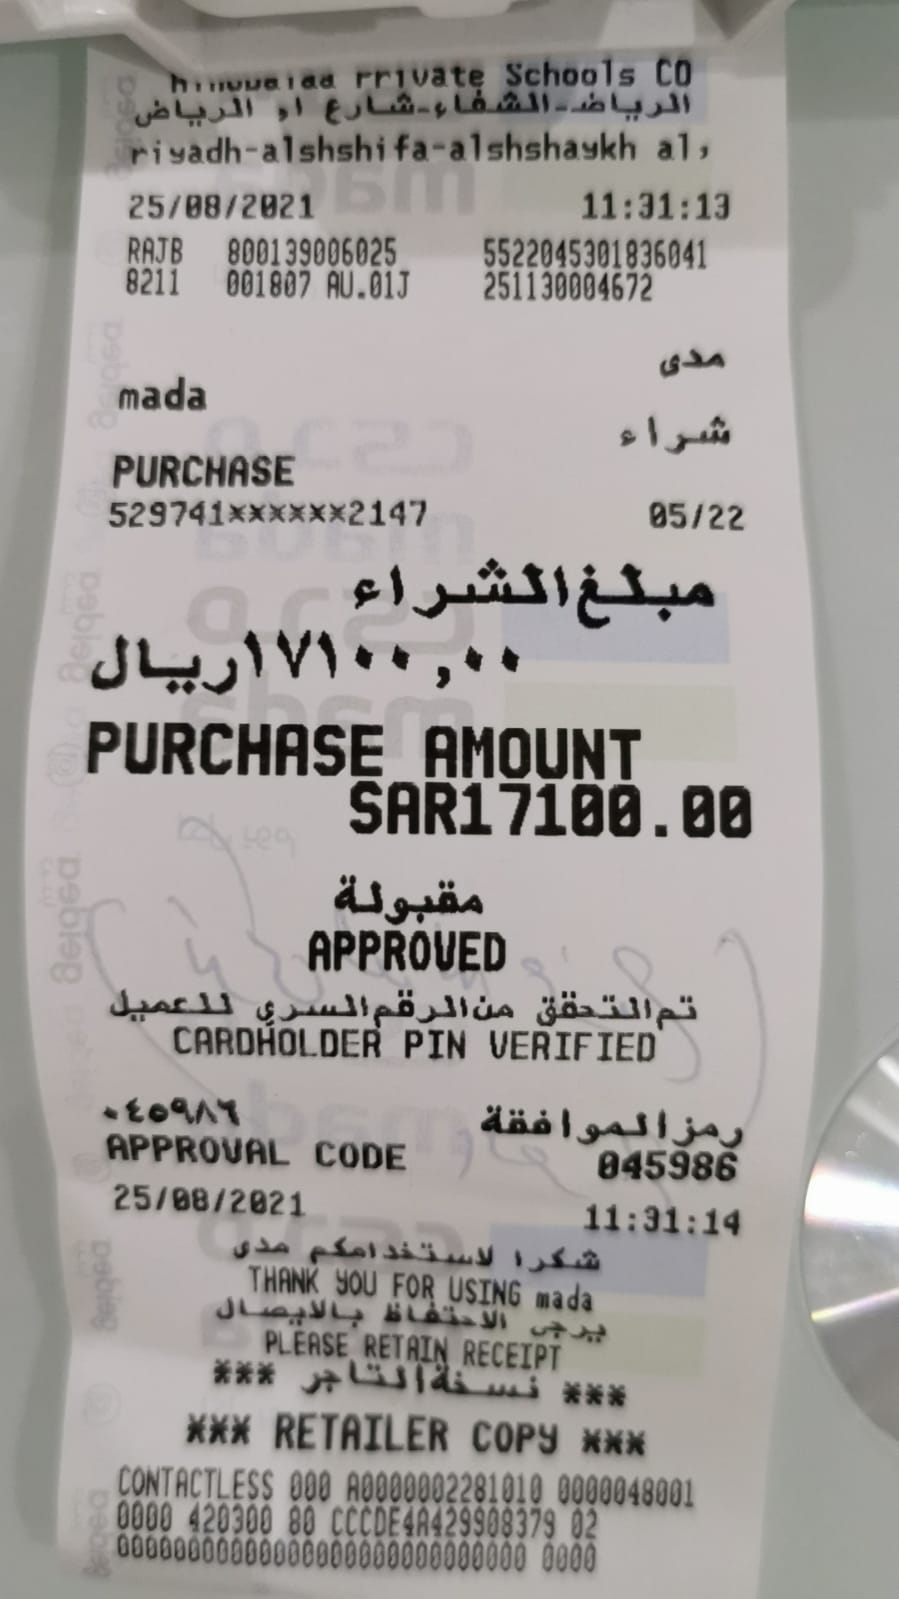 Private Schools CO
الرياض-الشفاء-شارع ا, الرياض
riyadh-alshshifa-alshshaykh al,
25/08/2021 11:31:13
RAJB 800139006025 5522045301836041
8211 001807 AU.01J 251130004672
مدى
mada
شراء
PURCHASE
529741******2147 05/22
مبلغ الشراء
١٧١٠٠,٠٠ ريال
PURCHASE AMOUNT
SAR17100.00
مقبولة
APPROVED
تم التحقق من الرقم السري للعميل
CARDHOLDER PIN VERIFIED
رمز الموافقة ٠٤٥٩٨٦
APPROVAL CODE 045986
25/08/2021 11:31:14
شكرا لاستخدامكم مدى
THANK YOU FOR USING mada
يرجى الاحتفاظ بالايصال
PLEASE RETAIN RECEIPT
*** نسخة التاجر ***
*** RETAILER COPY ***
CONTACTLESS 000 A0000002281010 0000048001
0000 420300 80 CCCDE4A429908379 02
0000000000000000000000000000 0000